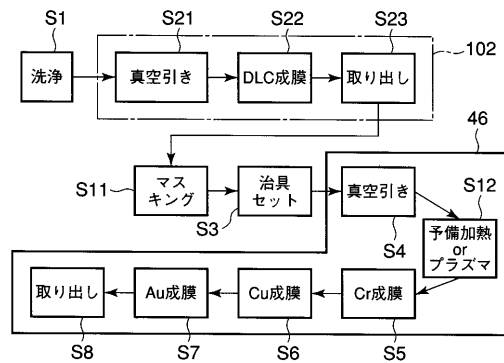 S1
S21
S22
S23
102
洗浄
真空引き
DLC成膜
取り出し
46
S11
マス
キング
S3
治具
セット
真空引き
S4
S12
予備加熱
or
プラズマ
取り出し
Au成膜
Cu成膜
Cr成膜
S8
S7
S6
S5